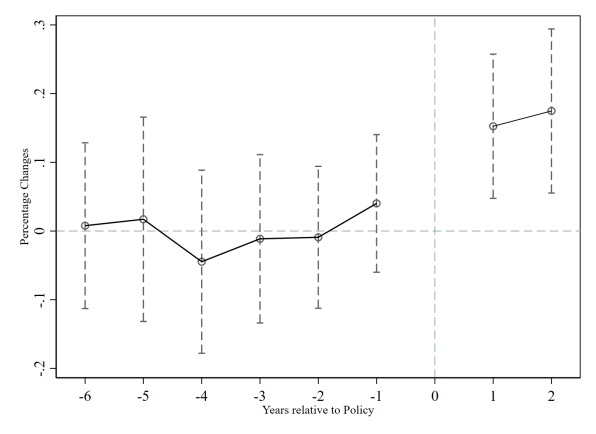 Percentage Changes
.3
.2
.1
0
-.1
-.2
-6 -5 -4 -3 -2 -1 0 1 2
Years relative to Policy